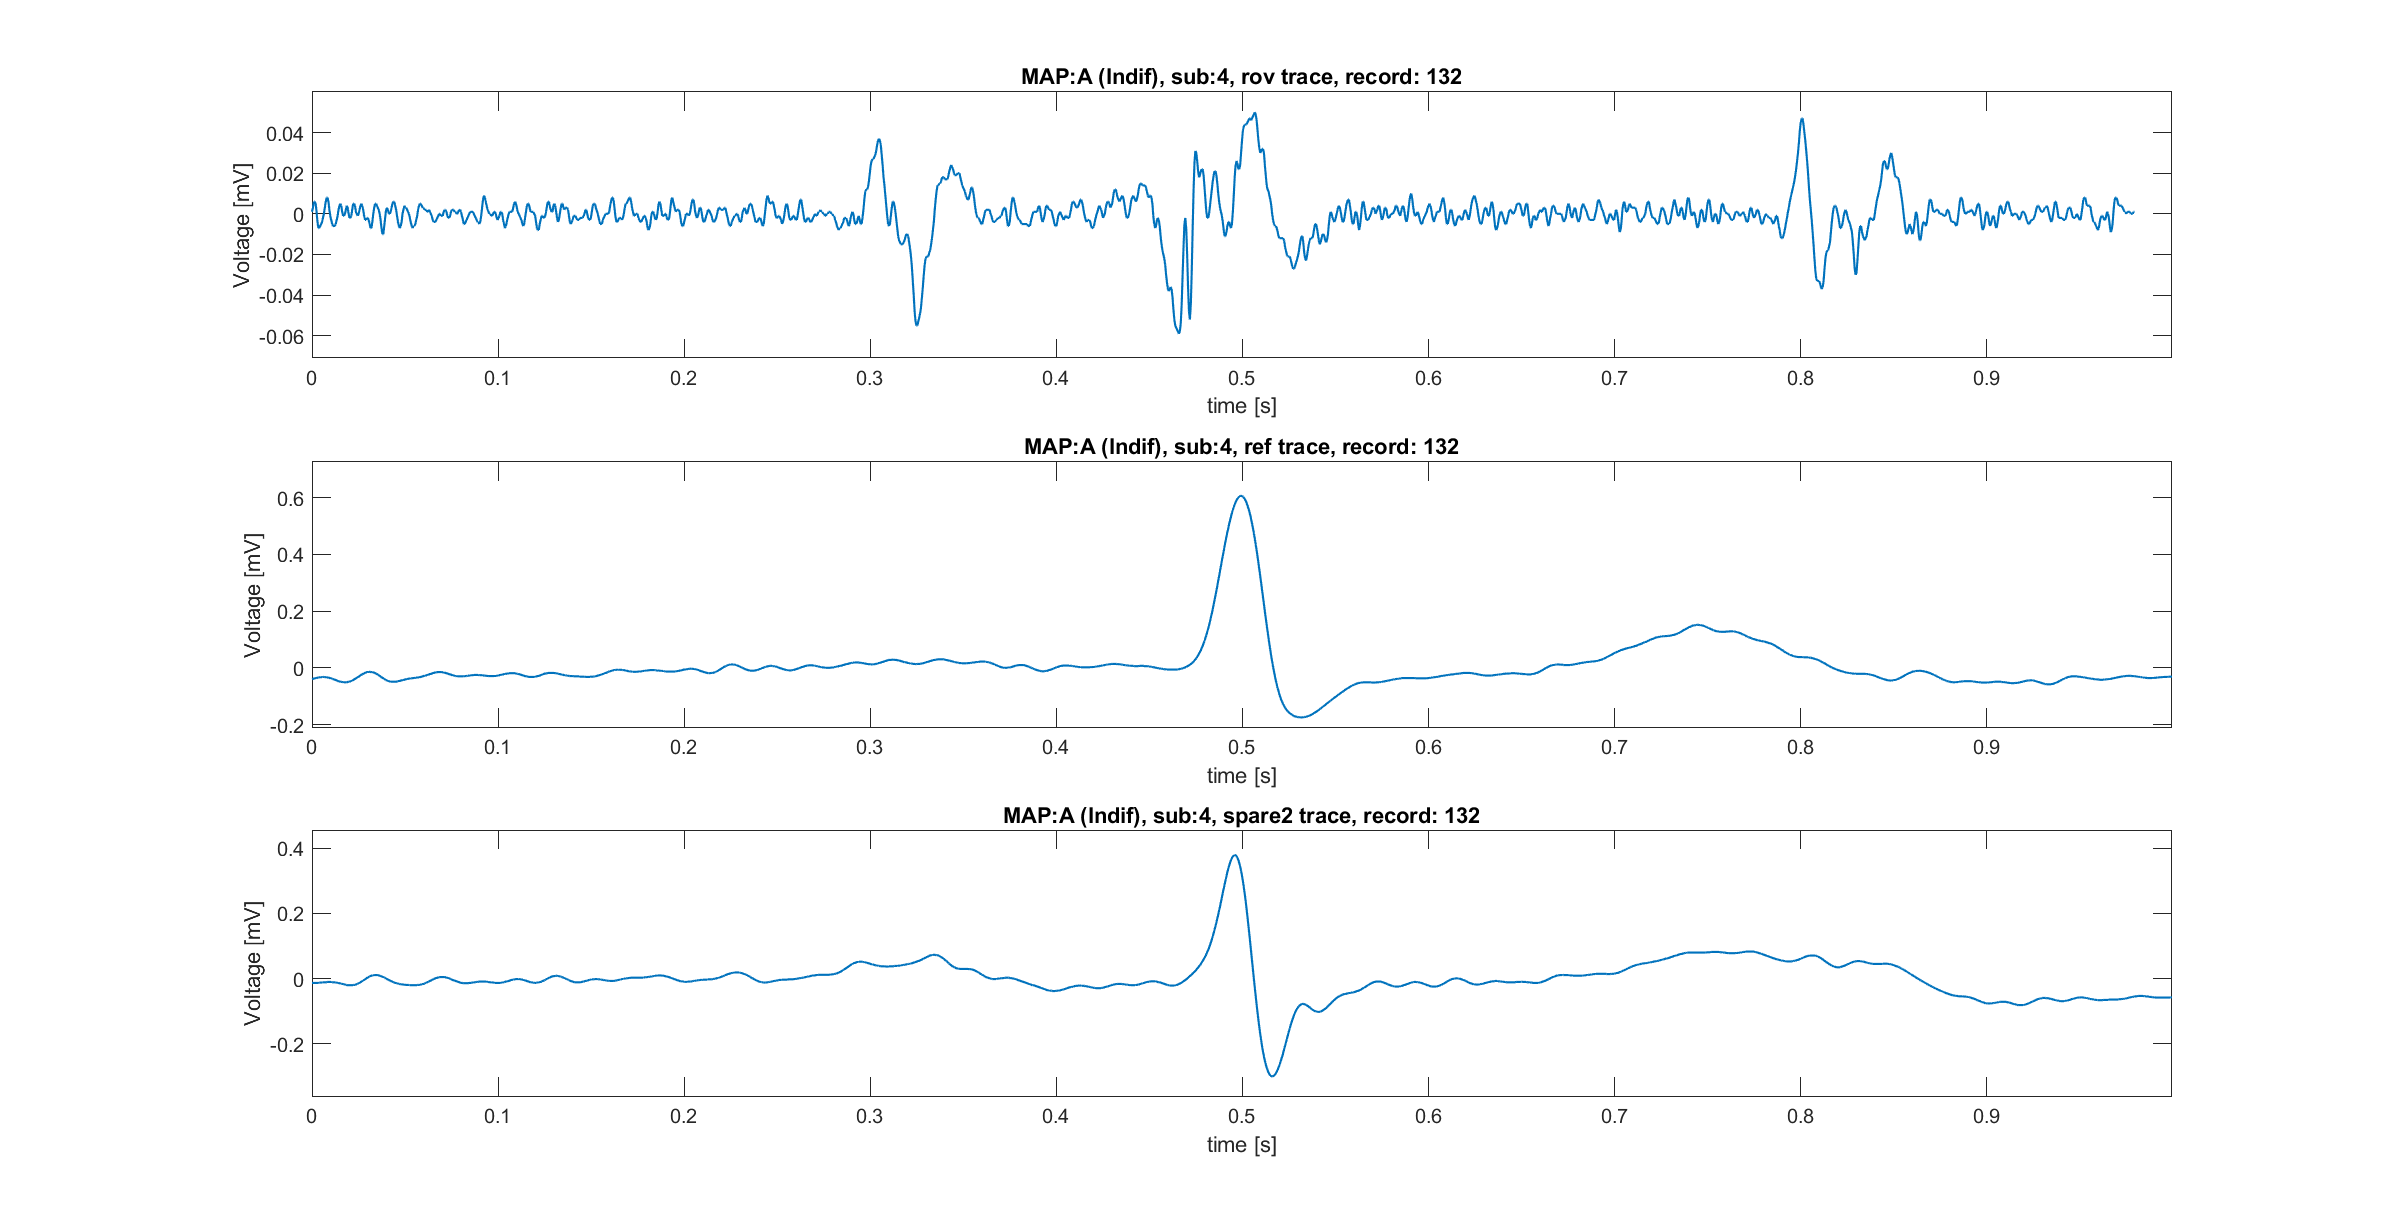 MAP:A (Indif), sub:4, rov trace, record: 132
Voltage [mV]
0.04
0.02
0
-0.02
-0.04
-0.06
0 0.1 0.2 0.3 0.4 0.5 0.6 0.7 0.8 0.9
time [s]
MAP:A (Indif), sub:4, ref trace, record: 132
Voltage [mV]
0.6
0.4
0.2
0
-0.2
0 0.1 0.2 0.3 0.4 0.5 0.6 0.7 0.8 0.9
time [s]
MAP:A (Indif), sub:4, spare2 trace, record: 132
Voltage [mV]
0.4
0.2
0
-0.2
0 0.1 0.2 0.3 0.4 0.5 0.6 0.7 0.8 0.9
time [s]